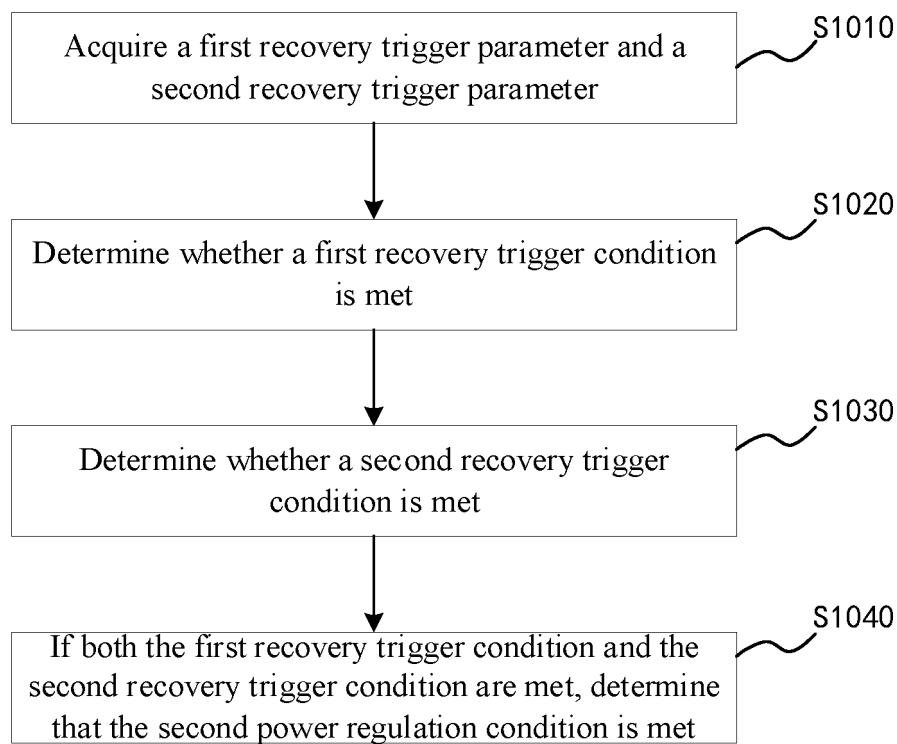 Acquire a first recovery trigger parameter and a
second recovery trigger parameter
S1010
Determine whether a first recovery trigger condition
is met
S1020
Determine whether a second recovery trigger
condition is met
S1030
If both the first recovery trigger condition and the
second recovery trigger condition are met, determine
that the second power regulation condition is met
S1040